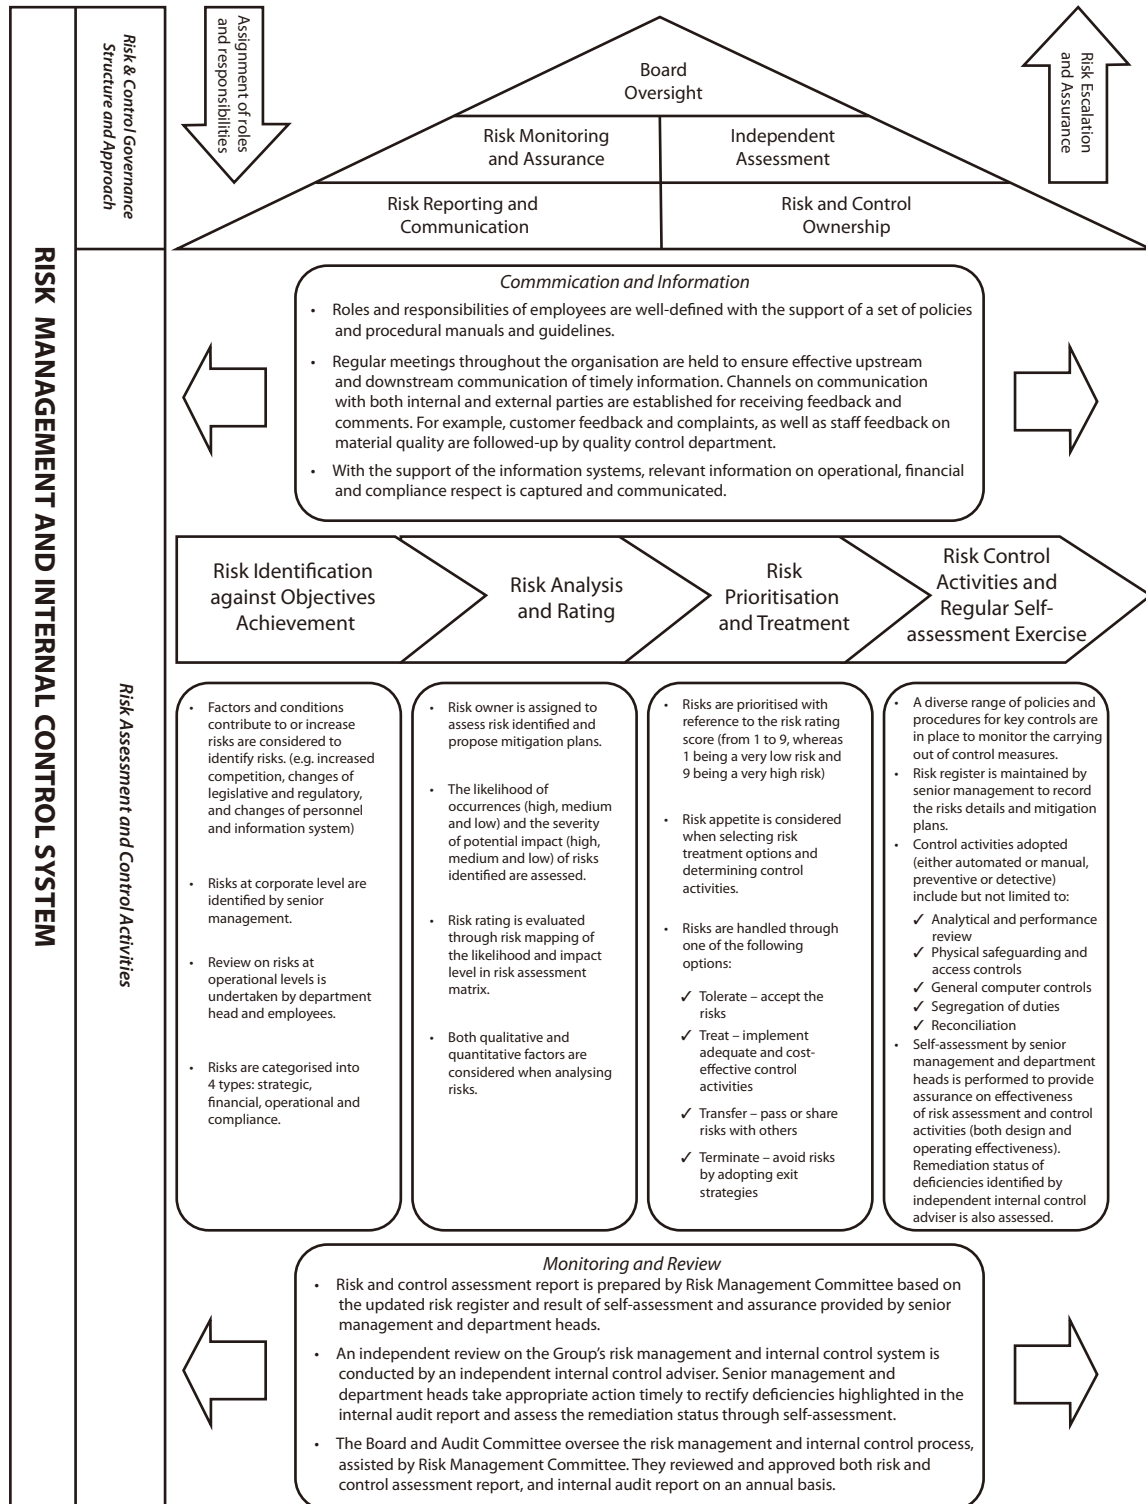 RISK MANAGEMENT AND INTERNAL CONTROL SYSTEM
Risk & Control Governance
Structure and Approach
Assignment of roles
and responsibilities
Board
Oversight
Risk Monitoring
and Assurance
Independent
Assessment
Risk Reporting and
Communication
Risk and Control
Ownership
Risk Escalation
and Assurance
Risk Assessment and Control Activities
Commmication and Information
• Roles and responsibilities of employees are well-defined with the support of a set of policies
and procedural manuals and guidelines.
• Regular meetings throughout the organisation are held to ensure effective upstream
and downstream communication of timely information. Channels on communication
with both internal and external parties are established for receiving feedback and
comments. For example, customer feedback and complaints, as well as staff feedback on
material quality are followed-up by quality control department.
• With the support of the information systems, relevant information on operational, financial
and compliance respect is captured and communicated.
Risk Identification
against Objectives
Achievement
Risk Analysis
and Rating
Risk
Prioritisation
and Treatment
Risk Control
Activities and
Regular Self-
assessment Exercise
• Factors and conditions
contribute to or increase
risks are considered to
identify risks. (e.g. increased
competition, changes of
legislative and regulatory,
and changes of personnel
and information system)
• Risks at corporate level are
identified by senior
management.
• Review on risks at
operational levels is
undertaken by department
head and employees.
• Risks are categorised into
4 types: strategic,
financial, operational and
compliance.
• Risk owner is assigned to
assess risk identified and
propose mitigation plans.
• The likelihood of
occurrences (high, medium
and low) and the severity
of potential impact (high,
medium and low) of risks
identified are assessed.
• Risk rating is evaluated
through risk mapping of
the likelihood and impact
level in risk assessment
matrix.
• Both qualitative and
quantitative factors are
considered when analysing
risks.
• Risks are prioritised with
reference to the risk rating
score (from 1 to 9, whereas
1 being a very low risk and
9 being a very high risk)
• Risk appetite is considered
when selecting risk
treatment options and
determining control
activities.
• Risks are handled through
one of the following
options:
✓ Tolerate – accept the
risks
✓ Treat – implement
adequate and cost-
effective control
activities
✓ Transfer – pass or share
risks with others
✓ Terminate – avoid risks
by adopting exit
strategies
• A diverse range of policies and
procedures for key controls are
in place to monitor the carrying
out of control measures.
• Risk register is maintained by
senior management to record
the risks details and mitigation
plans.
• Control activities adopted
(either automated or manual,
preventive or detective)
include but not limited to:
✓ Analytical and performance
review
✓ Physical safeguarding and
access controls
✓ General computer controls
✓ Segregation of duties
✓ Reconciliation
• Self-assessment by senior
management and department
heads is performed to provide
assurance on effectiveness
of risk assessment and control
activities (both design and
operating effectiveness).
Remediation status of
deficiencies identified by
independent internal control
adviser is also assessed.
Monitoring and Review
• Risk and control assessment report is prepared by Risk Management Committee based on
the updated risk register and result of self-assessment and assurance provided by senior
management and department heads.
• An independent review on the Group's risk management and internal control system is
conducted by an independent internal control adviser. Senior management and
department heads take appropriate action timely to rectify deficiencies highlighted in the
internal audit report and assess the remediation status through self-assessment.
• The Board and Audit Committee oversee the risk management and internal control process,
assisted by Risk Management Committee. They reviewed and approved both risk and
control assessment report, and internal audit report on an annual basis.